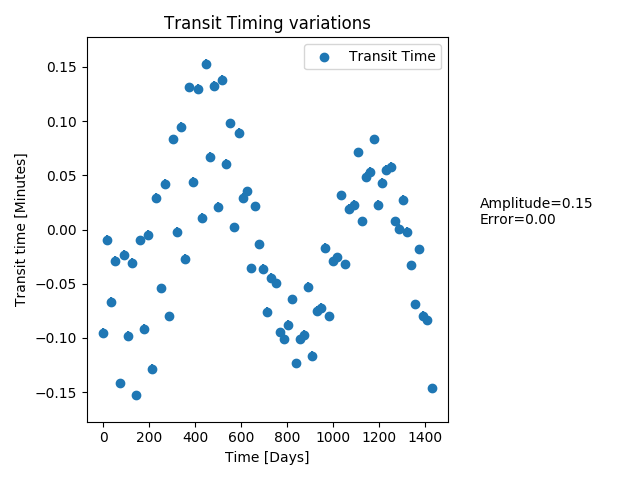 Transit Timing variations
Transit Time
0.15
0.10
0.05
0.00
−0.05
−0.10
−0.15
Transit time [Minutes]
0 200 400 600 800 1000 1200 1400
Time [Days]
Amplitude=0.15
Error=0.00